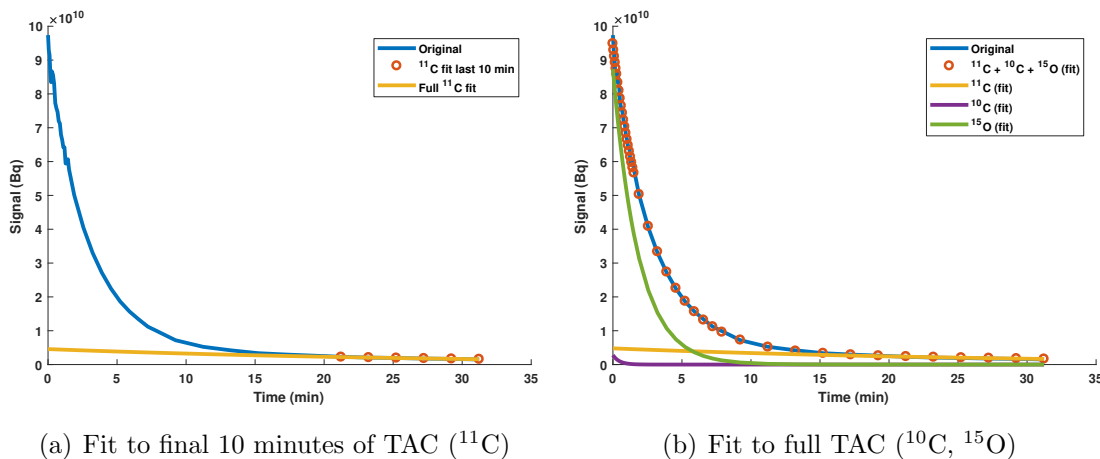 ×10¹⁰
10
9
8
7
6
5
4
3
2
1
0
Signal (Bq)
0 5 10 15 20 25 30 35
Time (min)
Original
¹¹C fit last 10 min
Full ¹¹C fit
(a) Fit to final 10 minutes of TAC (¹¹C)
×10¹⁰
10
9
8
7
6
5
4
3
2
1
0
Signal (Bq)
0 5 10 15 20 25 30 35
Time (min)
Original
¹¹C + ¹⁰C + ¹⁵O (fit)
¹¹C (fit)
¹⁰C (fit)
¹⁵O (fit)
(b) Fit to full TAC (¹⁰C, ¹⁵O)